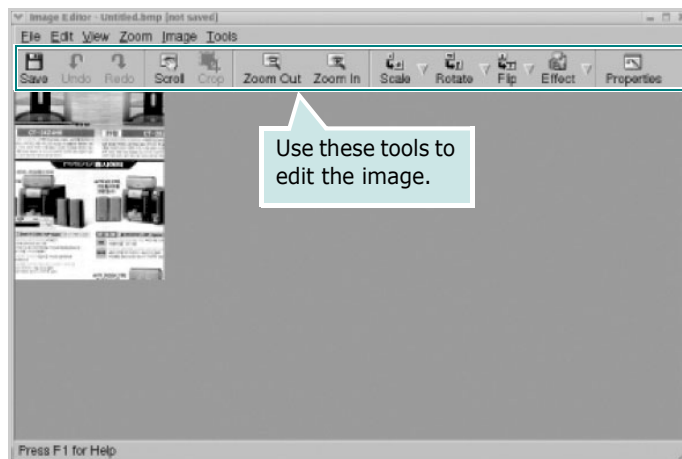 Image Editor - Untitled.bmp [not saved]
File Edit View Zoom Image Tools
Save Undo Redo Scroll Crop Zoom Out Zoom In Scale Rotate Flip Effect Properties
Use these tools to
edit the image.
Press F1 for Help